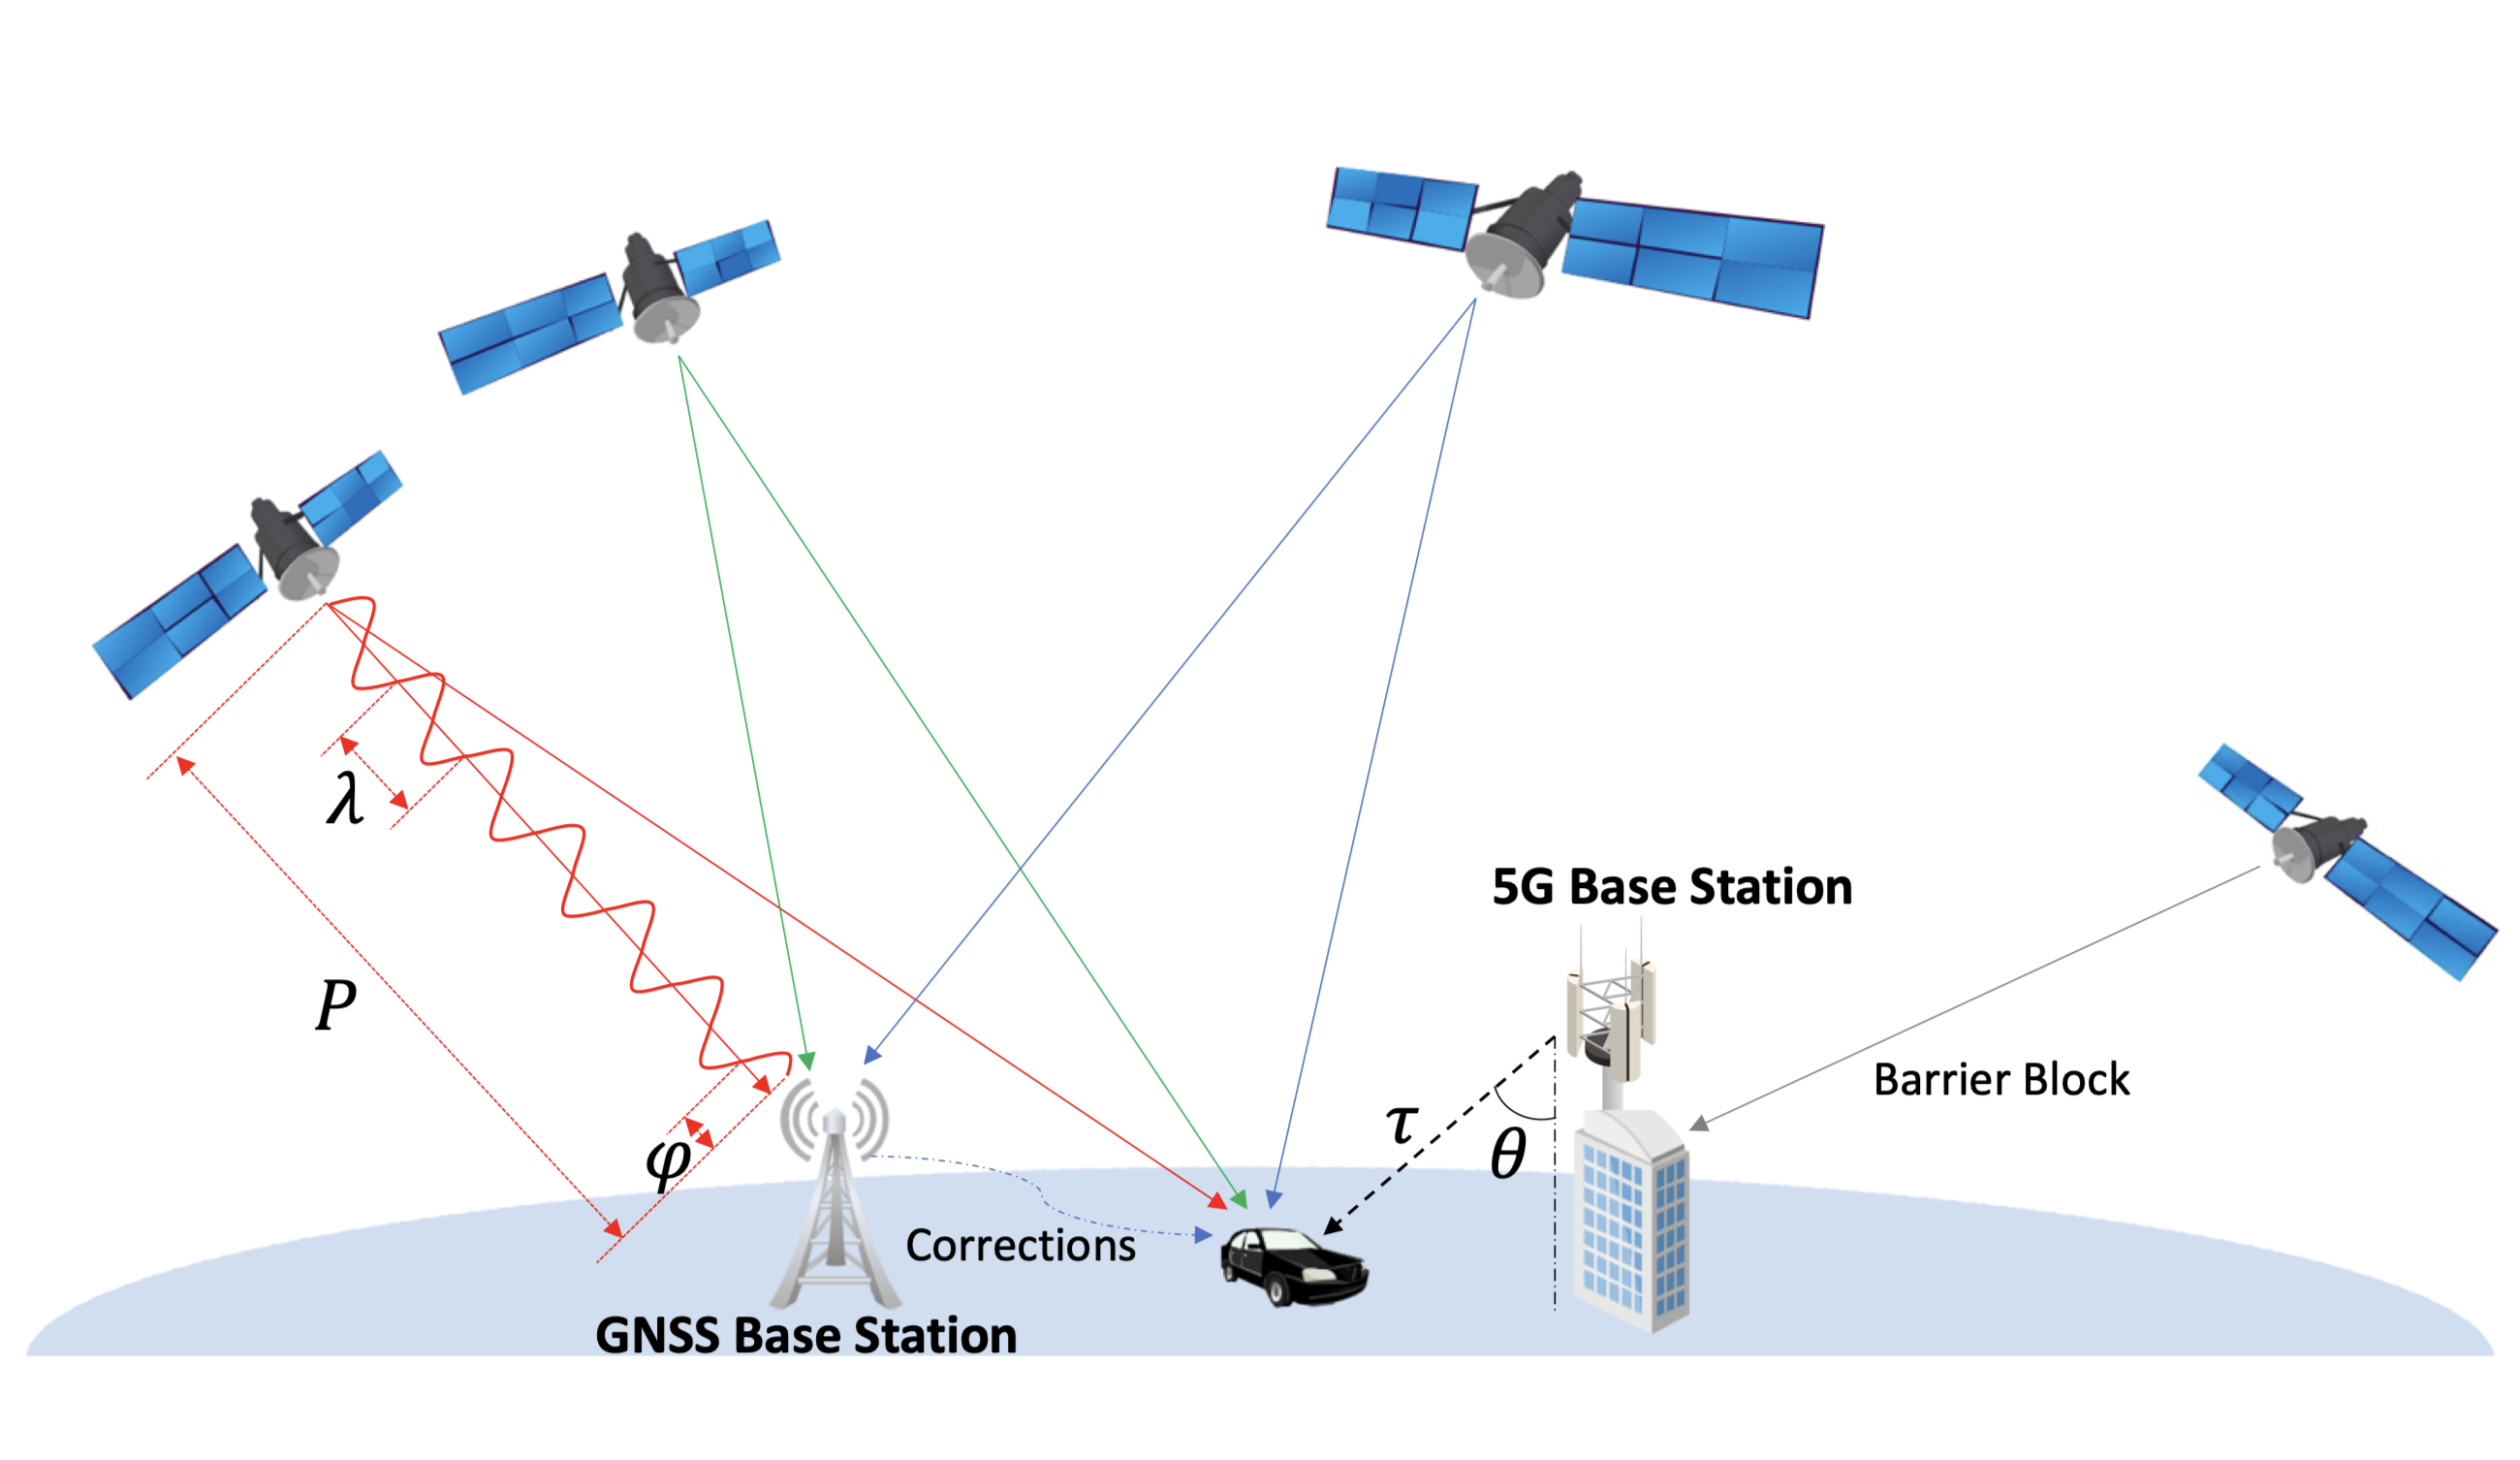 λ
5G Base Station
P
Barrier Block
τ
θ
φ
Corrections
GNSS Base Station